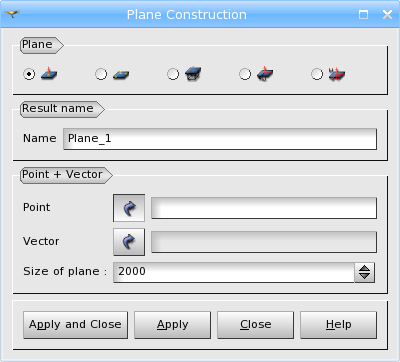 Plane Construction
Plane
Result name
Name Plane_1
Point + Vector
Point
Vector
Size of plane : 2000
Apply and Close Apply Close Help